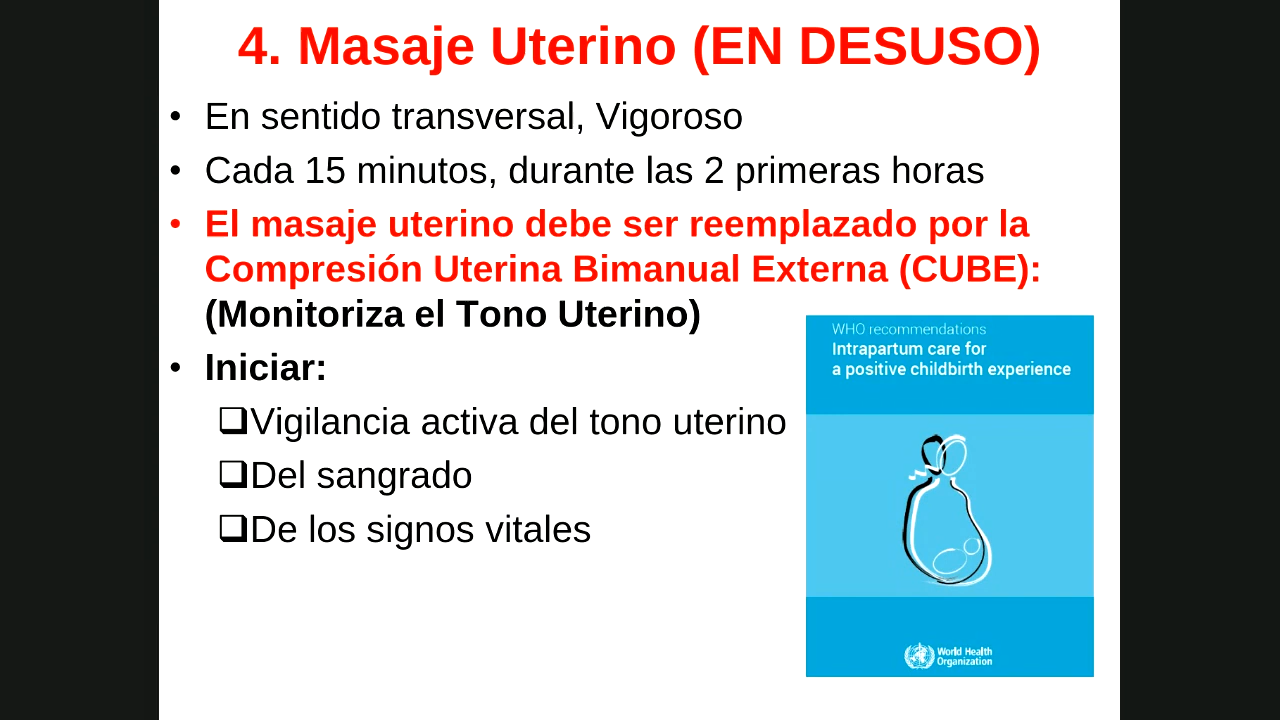 4. Masaje Uterino (EN DESUSO)
• En sentido transversal, Vigoroso
• Cada 15 minutos, durante las 2 primeras horas
• El masaje uterino debe ser reemplazado por la
Compresión Uterina Bimanual Externa (CUBE):
(Monitoriza el Tono Uterino)
• Iniciar:
❑Vigilancia activa del tono uterino
❑Del sangrado
❑De los signos vitales
WHO recommendations
Intrapartum care for
a positive childbirth experience
World Health
Organization